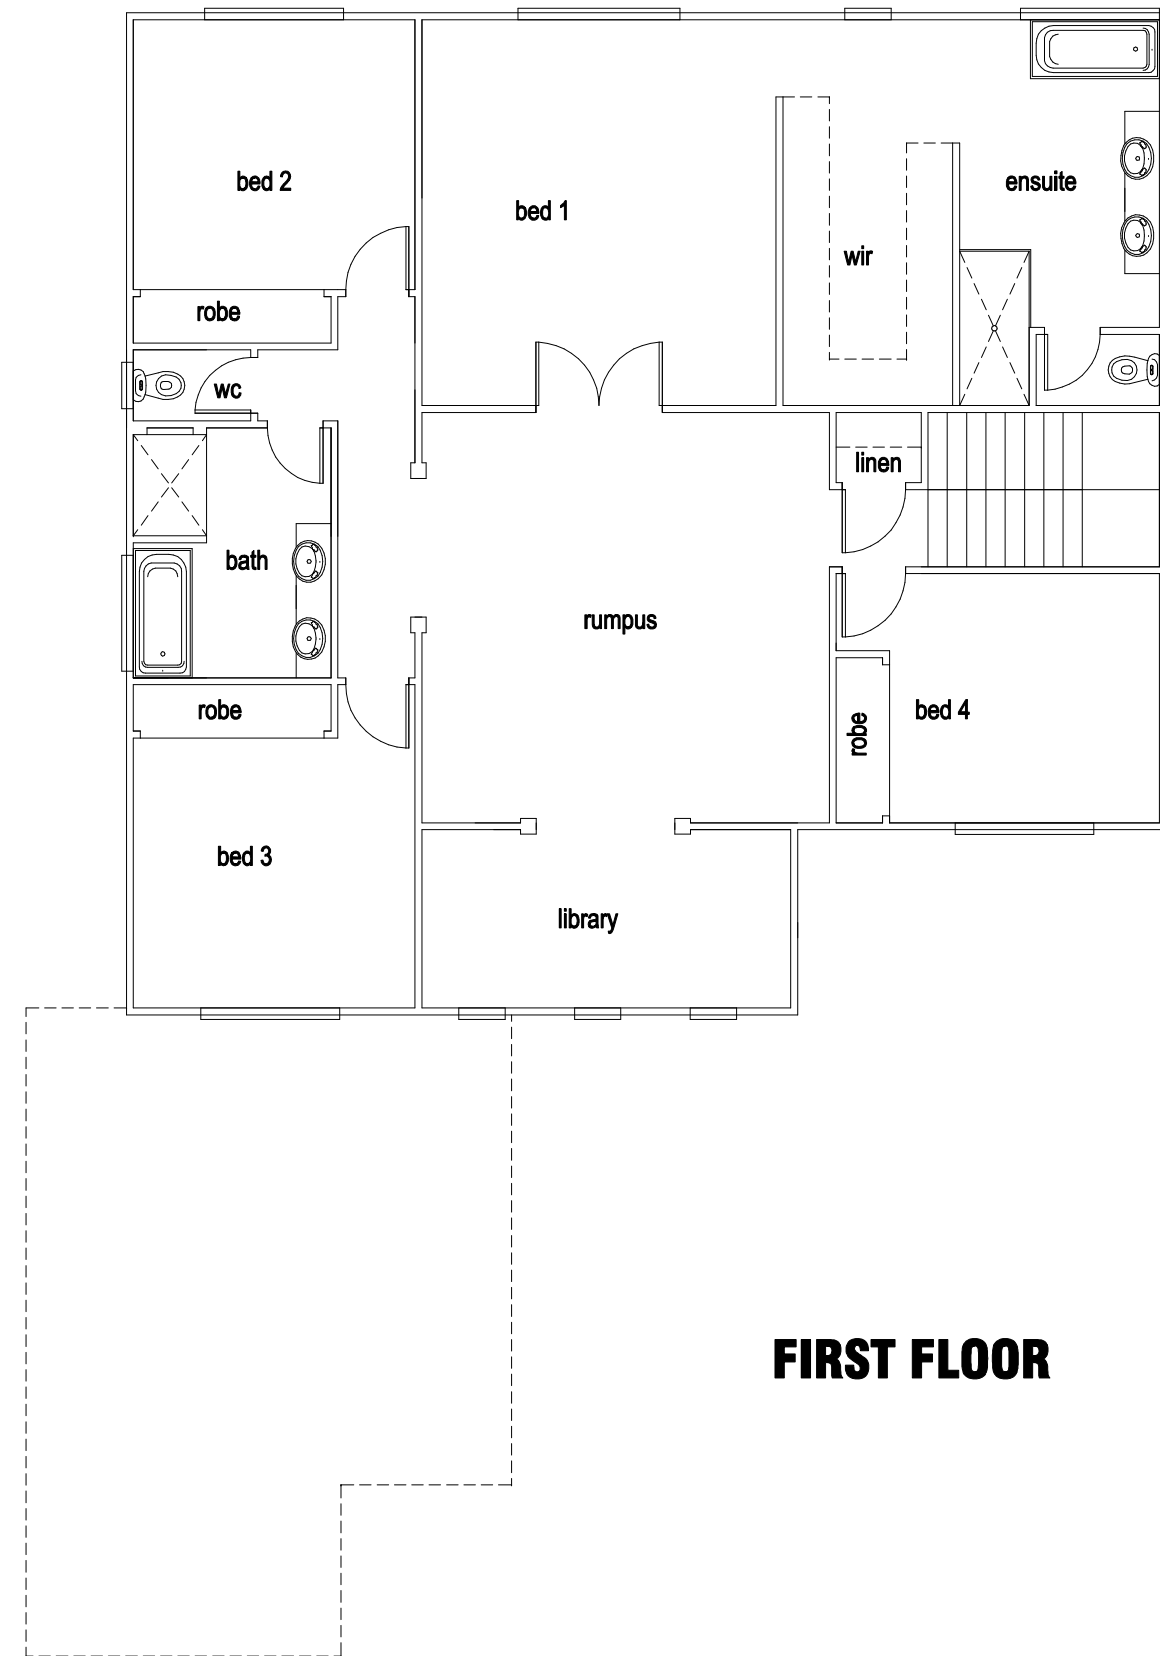 bed 2
bed 1
ensuite
wir
robe
wc
linen
bath
rumpus
robe
bed 4
robe
bed 3
library
FIRST FLOOR